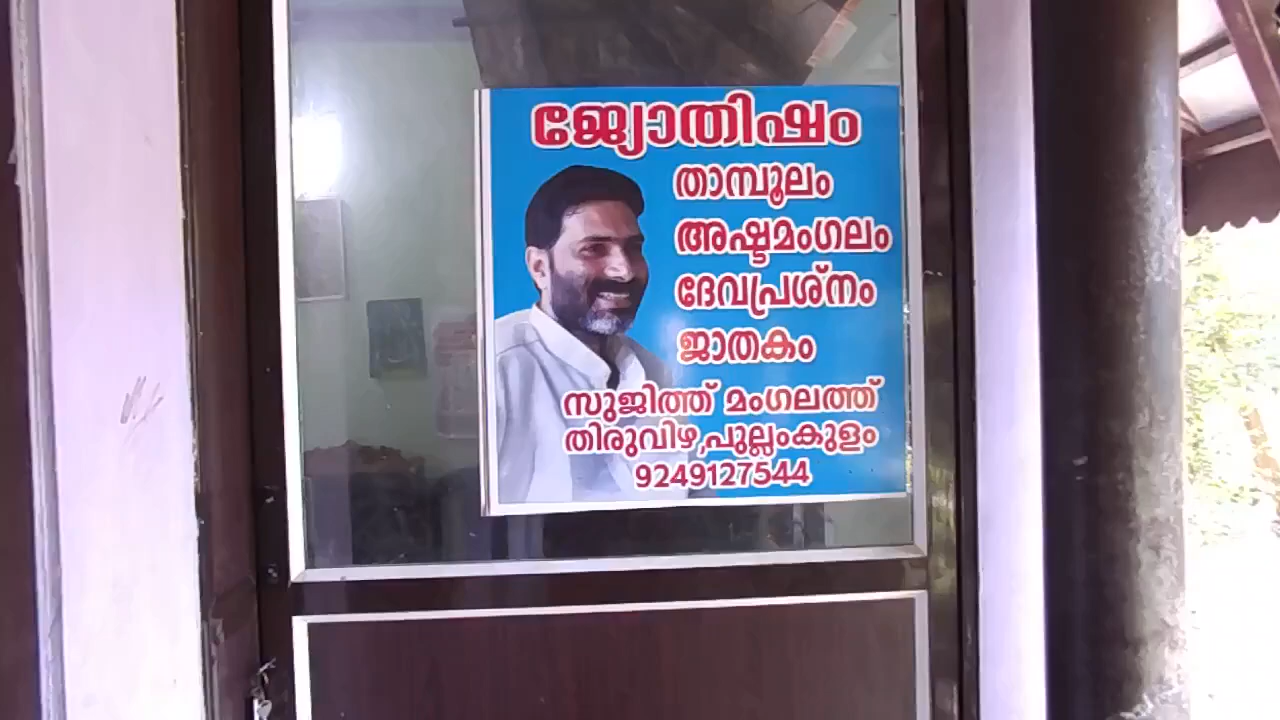 ജ്യോതിഷം
താമ്പൂലം
അഷ്ടമംഗലം
ദേവപ്രശ്നം
ജാതകം
സുജിത്ത് മംഗലത്ത്
തിരുവിഴ,പുല്ലംകുളം
9249127544